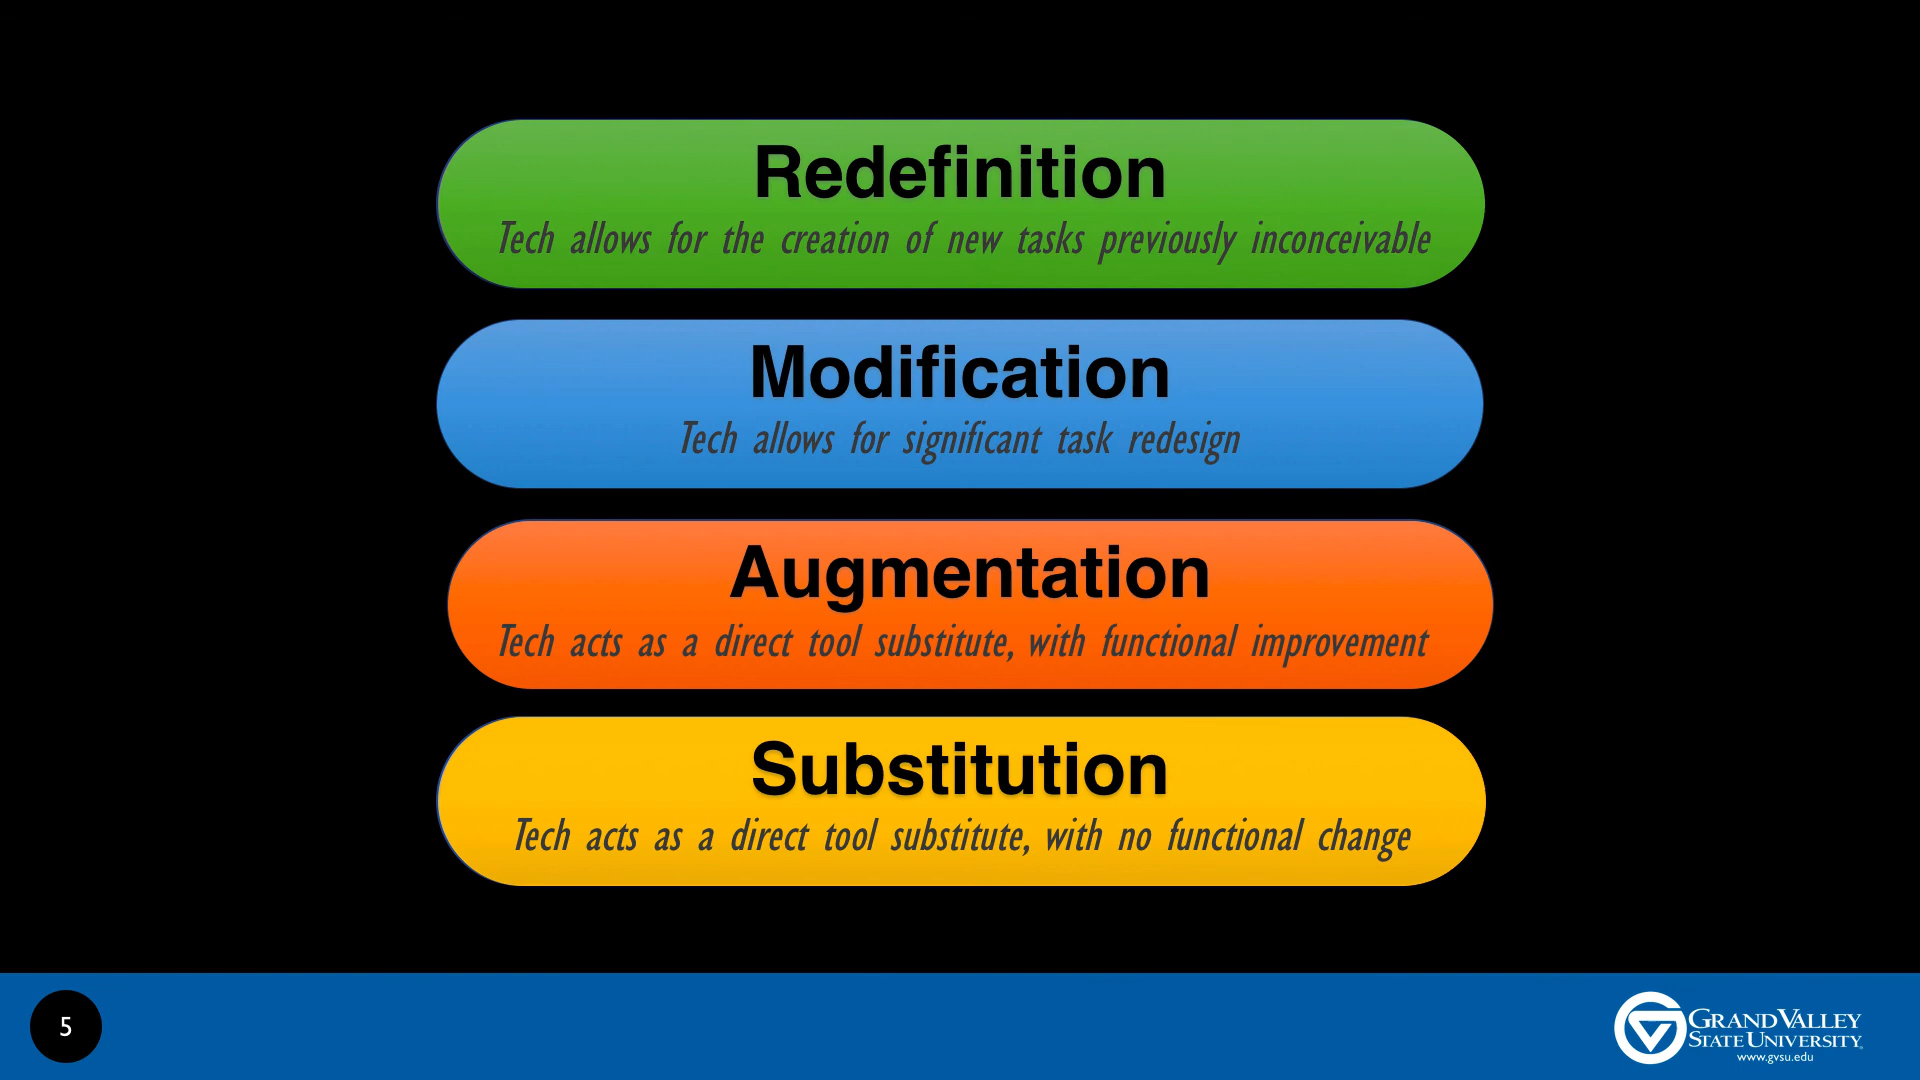 Redefinition
Tech allows for the creation of new tasks previously inconceivable
Modification
Tech allows for significant task redesign
Augmentation
Tech acts as a direct tool substitute, with functional improvement
Substitution
Tech acts as a direct tool substitute, with no functional change
5
GRAND VALLEY
STATE UNIVERSITY
www.gvsu.edu